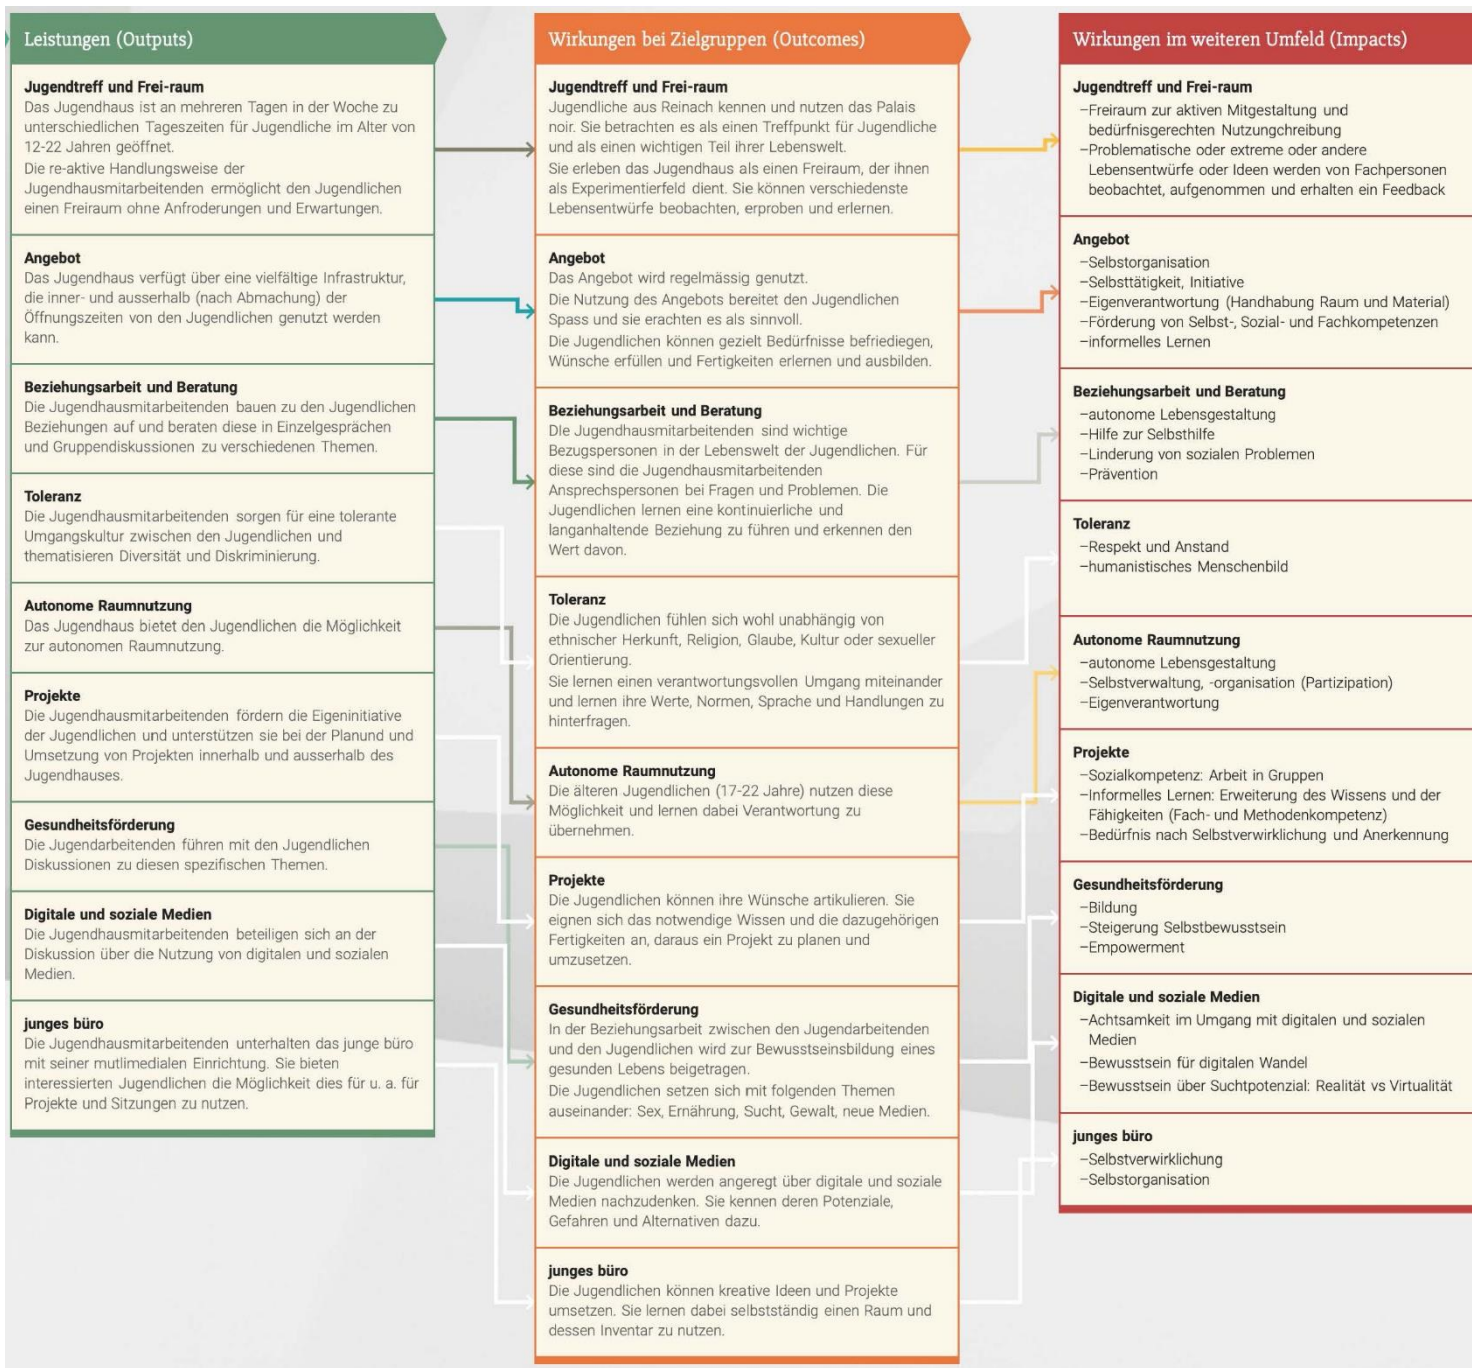 Leistungen (Outputs)
Jugendtreff und Frei-raum
Das Jugendhaus ist an mehreren Tagen in der Woche zu
unterschiedlichen Tageszeiten für Jugendliche im Alter von
12-22 Jahren geöffnet.
Die re-aktive Handlungsweise der
Jugendhausmitarbeitenden ermöglicht den Jugendlichen
einen Freiraum ohne Anfroderungen und Erwartungen.
Angebot
Das Jugendhaus verfügt über eine vielfältige Infrastruktur,
die inner- und ausserhalb (nach Abmachung) der
Öffnungszeiten von den Jugendlichen genutzt werden
kann.
Beziehungsarbeit und Beratung
Die Jugendhausmitarbeitenden bauen zu den Jugendlichen
Beziehungen auf und beraten diese in Einzelgesprächen
und Gruppendiskussionen zu verschiedenen Themen.
Toleranz
Die Jugendhausmitarbeitenden sorgen für eine tolerante
Umgangskultur zwischen den Jugendlichen und
thematisieren Diversität und Diskriminierung.
Autonome Raumnutzung
Das Jugendhaus bietet den Jugendlichen die Möglichkeit
zur autonomen Raumnutzung.
Projekte
Die Jugendhausmitarbeitenden fördern die Eigeninitiative
der Jugendlichen und unterstützen sie bei der Planund und
Umsetzung von Projekten innerhalb und ausserhalb des
Jugendhauses.
Gesundheitsförderung
Die Jugendarbeitenden führen mit den Jugendlichen
Diskussionen zu diesen spezifischen Themen.
Digitale und soziale Medien
Die Jugendhausmitarbeitenden beteiligen sich an der
Diskussion über die Nutzung von digitalen und sozialen
Medien.
junges büro
Die Jugendhausmitarbeitenden unterhalten das junge büro
mit seiner mutlimedialen Einrichtung. Sie bieten
interessierten Jugendlichen die Möglichkeit dies für u. a. für
Projekte und Sitzungen zu nutzen.
Wirkungen bei Zielgruppen (Outcomes)
Jugendtreff und Frei-raum
Jugendliche aus Reinach kennen und nutzen das Palais
noir. Sie betrachten es als einen Treffpunkt für Jugendliche
und als einen wichtigen Teil ihrer Lebenswelt.
Sie erleben das Jugendhaus als einen Freiraum, der ihnen
als Experimentierfeld dient. Sie können verschiedenste
Lebensentwürfe beobachten, erproben und erlernen.
Angebot
Das Angebot wird regelmässig genutzt.
Die Nutzung des Angebots bereitet den Jugendlichen
Spass und sie erachten es als sinnvoll.
Die Jugendlichen können gezielt Bedürfnisse befriediegen,
Wünsche erfüllen und Fertigkeiten erlernen und ausbilden.
Beziehungsarbeit und Beratung
DIe Jugendhausmitarbeitenden sind wichtige
Bezugspersonen in der Lebenswelt der Jugendlichen. Für
diese sind die Jugendhausmitarbeitenden
Ansprechspersonen bei Fragen und Problemen. Die
Jugendlichen lernen eine kontinuierliche und
langanhaltende Beziehung zu führen und erkennen den
Wert davon.
Toleranz
Die Jugendlichen fühlen sich wohl unabhängig von
ethnischer Herkunft, Religion, Glaube, Kultur oder sexueller
Orientierung.
Sie lernen einen verantwortungsvollen Umgang miteinander
und lernen ihre Werte, Normen, Sprache und Handlungen zu
hinterfragen.
Autonome Raumnutzung
Die älteren Jugendlichen (17-22 Jahre) nutzen diese
Möglichkeit und lernen dabei Verantwortung zu
übernehmen.
Projekte
Die Jugendlichen können ihre Wünsche artikulieren. Sie
eignen sich das notwendige Wissen und die dazugehörigen
Fertigkeiten an, daraus ein Projekt zu planen und
umzusetzen.
Gesundheitsförderung
In der Beziehungsarbeit zwischen den Jugendarbeitenden
und den Jugendlichen wird zur Bewusstseinsbildung eines
gesunden Lebens beigetragen.
Die Jugendlichen setzen sich mit folgenden Themen
auseinander: Sex, Ernährung, Sucht, Gewalt, neue Medien.
Digitale und soziale Medien
Die Jugendlichen werden angeregt über digitale und soziale
Medien nachzudenken. Sie kennen deren Potenziale,
Gefahren und Alternativen dazu.
junges büro
Die Jugendlichen können kreative Ideen und Projekte
umsetzen. Sie lernen dabei selbstständig einen Raum und
dessen Inventar zu nutzen.
Wirkungen im weiteren Umfeld (Impacts)
Jugendtreff und Frei-raum
–Freiraum zur aktiven Mitgestaltung und
bedürfnisgerechten Nutzungchreibung
–Problematische oder extreme oder andere
Lebensentwürfe oder Ideen werden von Fachpersonen
beobachtet, aufgenommen und erhalten ein Feedback
Angebot
–Selbstorganisation
–Selbsttätigkeit, Initiative
–Eigenverantwortung (Handhabung Raum und Material)
–Förderung von Selbst-, Sozial- und Fachkompetenzen
–informelles Lernen
Beziehungsarbeit und Beratung
–autonome Lebensgestaltung
–Hilfe zur Selbsthilfe
–Linderung von sozialen Problemen
–Prävention
Toleranz
–Respekt und Anstand
–humanistisches Menschenbild
Autonome Raumnutzung
–autonome Lebensgestaltung
–Selbstverwaltung, -organisation (Partizipation)
–Eigenverantwortung
Projekte
–Sozialkompetenz: Arbeit in Gruppen
–Informelles Lernen: Erweiterung des Wissens und der
Fähigkeiten (Fach- und Methodenkompetenz)
–Bedürfnis nach Selbstverwirklichung und Anerkennung
Gesundheitsförderung
–Bildung
–Steigerung Selbstbewusstsein
–Empowerment
Digitale und soziale Medien
–Achtsamkeit im Umgang mit digitalen und sozialen
Medien
–Bewusstsein für digitalen Wandel
–Bewusstsein über Suchtpotenzial: Realität vs Virtualität
junges büro
–Selbstverwirklichung
–Selbstorganisation